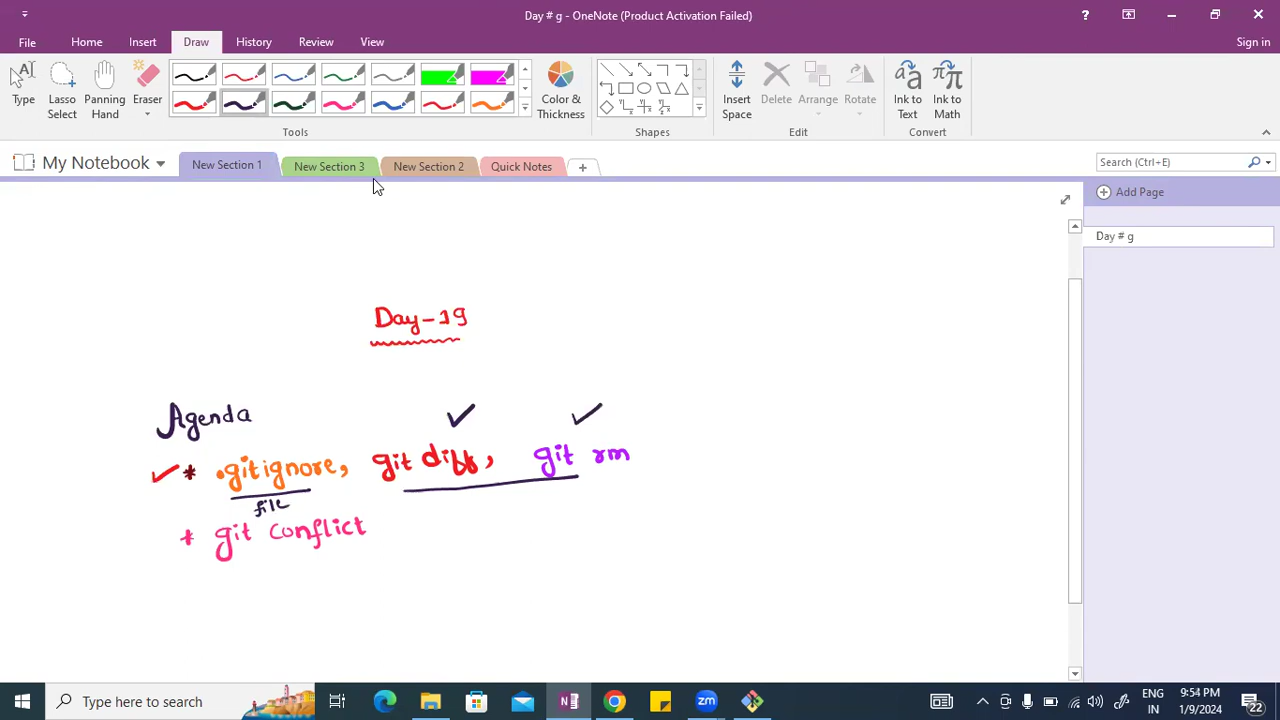 Day # g - OneNote (Product Activation Failed)
File Home Insert Draw History Review View Sign in
Type Lasso Select Panning Hand Eraser Color & Thickness Insert Space Delete Arrange Rotate Ink to Text Ink to Math
Tools Shapes Edit Convert
My Notebook New Section 1 New Section 3 New Section 2 Quick Notes Search (Ctrl+E)
Add Page
Day # g
Day-19
Agenda
* .gitignore, git diff, git rm
file
* git conflict
Type here to search
ENG
IN
9:54 PM
1/9/2024
22